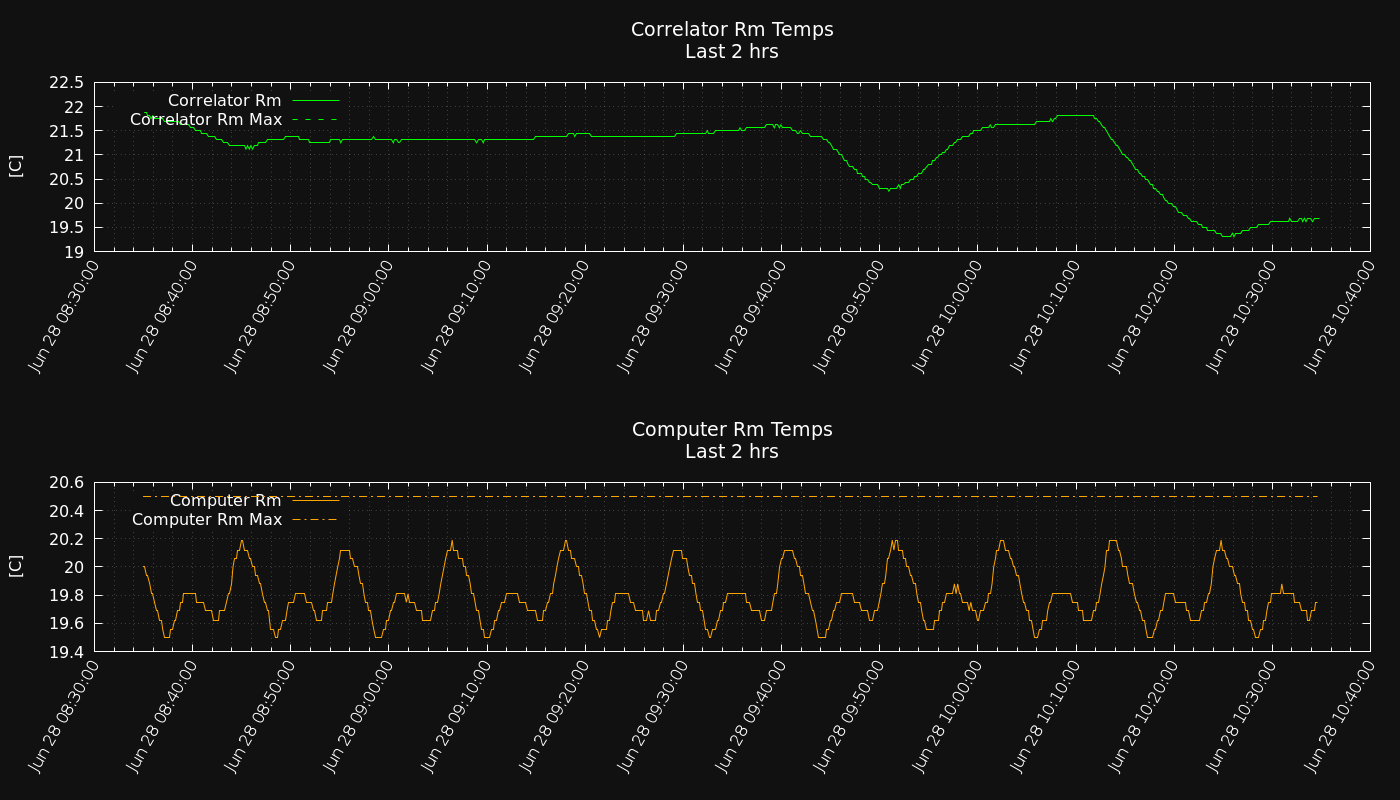 Correlator Rm Temps
Last 2 hrs
22.5
22
21.5
21
20.5
20
19.5
19
[C]
Correlator Rm
Correlator Rm Max
Jun 28 08:30:00
Jun 28 08:40:00
Jun 28 08:50:00
Jun 28 09:00:00
Jun 28 09:10:00
Jun 28 09:20:00
Jun 28 09:30:00
Jun 28 09:40:00
Jun 28 09:50:00
Jun 28 10:00:00
Jun 28 10:10:00
Jun 28 10:20:00
Jun 28 10:30:00
Jun 28 10:40:00
Computer Rm Temps
Last 2 hrs
20.6
20.4
20.2
20
19.8
19.6
19.4
[C]
Computer Rm
Computer Rm Max
Jun 28 08:30:00
Jun 28 08:40:00
Jun 28 08:50:00
Jun 28 09:00:00
Jun 28 09:10:00
Jun 28 09:20:00
Jun 28 09:30:00
Jun 28 09:40:00
Jun 28 09:50:00
Jun 28 10:00:00
Jun 28 10:10:00
Jun 28 10:20:00
Jun 28 10:30:00
Jun 28 10:40:00